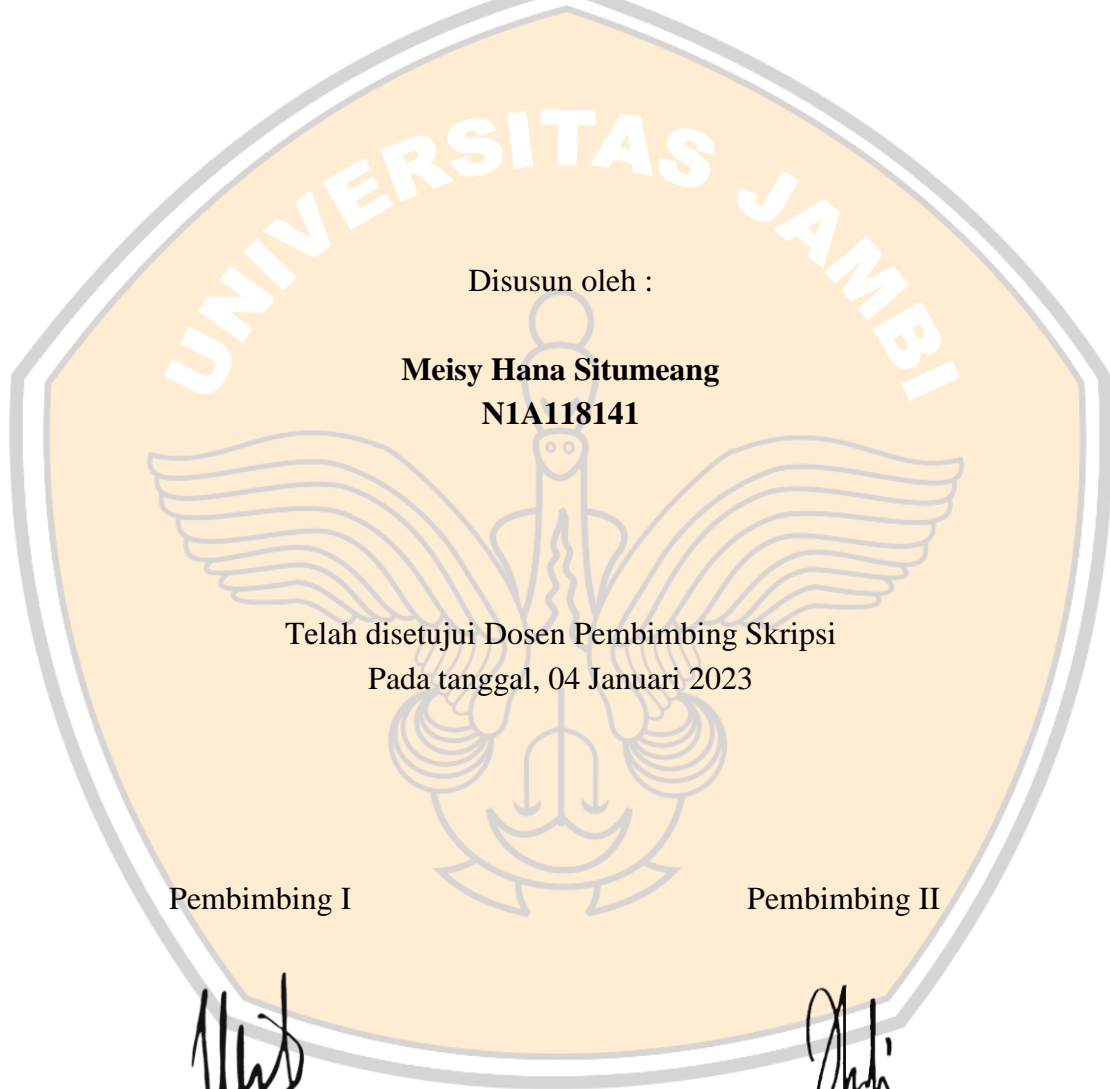 UNIVERSITAS JAMBI
Disusun oleh :
Meisy Hana Situmeang
N1A118141
Telah disetujui Dosen Pembimbing Skripsi
Pada tanggal, 04 Januari 2023
Pembimbing I Pembimbing II